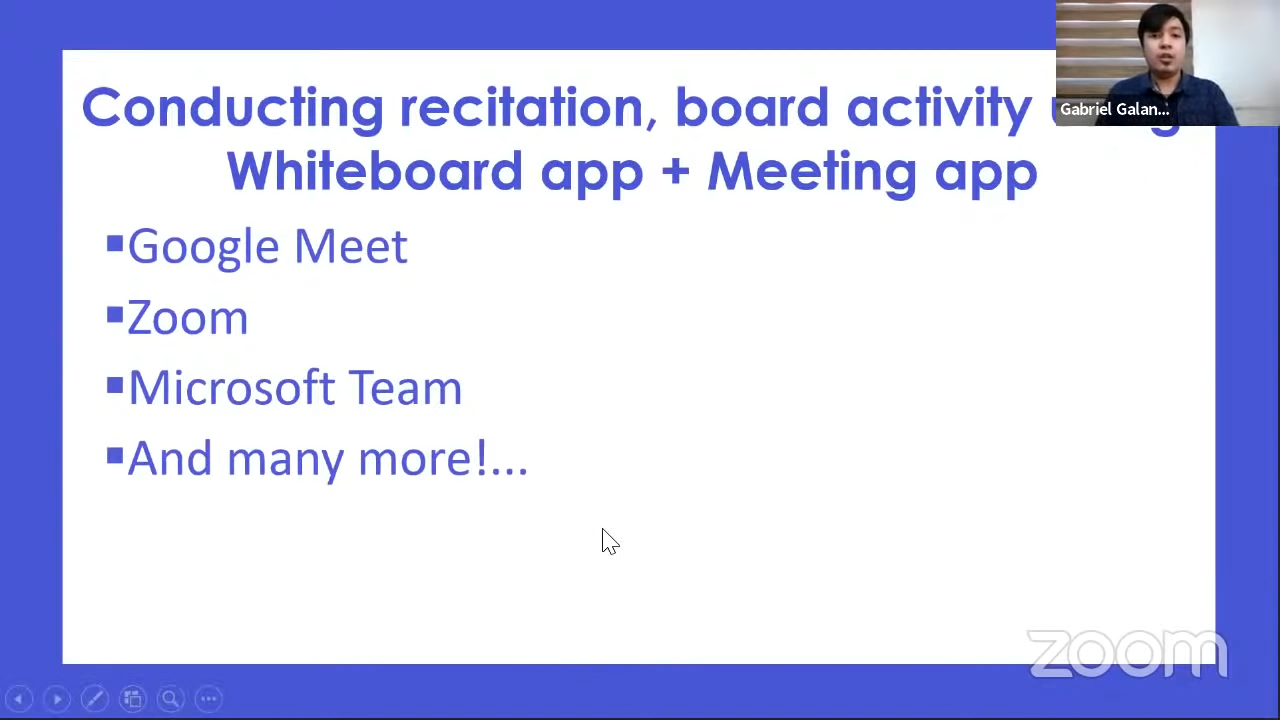 Conducting recitation, board activity
Whiteboard app + Meeting app
▪Google Meet
▪Zoom
▪Microsoft Team
▪And many more!...
Gabriel Galan...
zoom